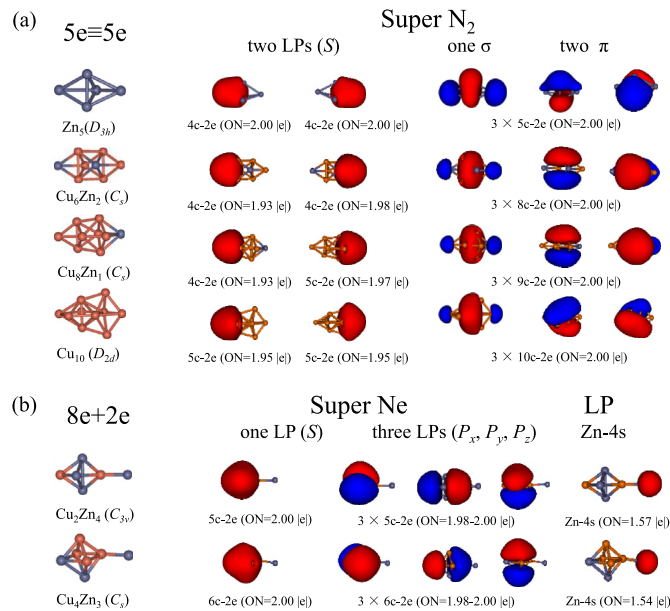 (a) 5e≡5e Super N₂
two LPs (S) one σ two π
Zn₅(D₃ₕ) 4c-2e (ON=2.00 |e|) 4c-2e (ON=2.00 |e|) 3 × 5c-2e (ON=2.00 |e|)
Cu₆Zn₂ (Cₛ) 4c-2e (ON=1.93 |e|) 4c-2e (ON=1.98 |e|) 3 × 8c-2e (ON=2.00 |e|)
Cu₈Zn₁ (Cₛ) 4c-2e (ON=1.93 |e|) 5c-2e (ON=1.97 |e|) 3 × 9c-2e (ON=2.00 |e|)
Cu₁₀ (D₂d) 5c-2e (ON=1.95 |e|) 5c-2e (ON=1.95 |e|) 3 × 10c-2e (ON=2.00 |e|)
(b) 8e+2e Super Ne LP
one LP (S) three LPs (Pₓ, Pᵧ, P_z) Zn-4s
Cu₂Zn₄ (C₃ᵥ) 5c-2e (ON=2.00 |e|) 3 × 5c-2e (ON=1.98-2.00 |e|) Zn-4s (ON=1.57 |e|)
Cu₄Zn₃ (Cₛ) 6c-2e (ON=2.00 |e|) 3 × 6c-2e (ON=1.98-2.00 |e|) Zn-4s (ON=1.54 |e|)